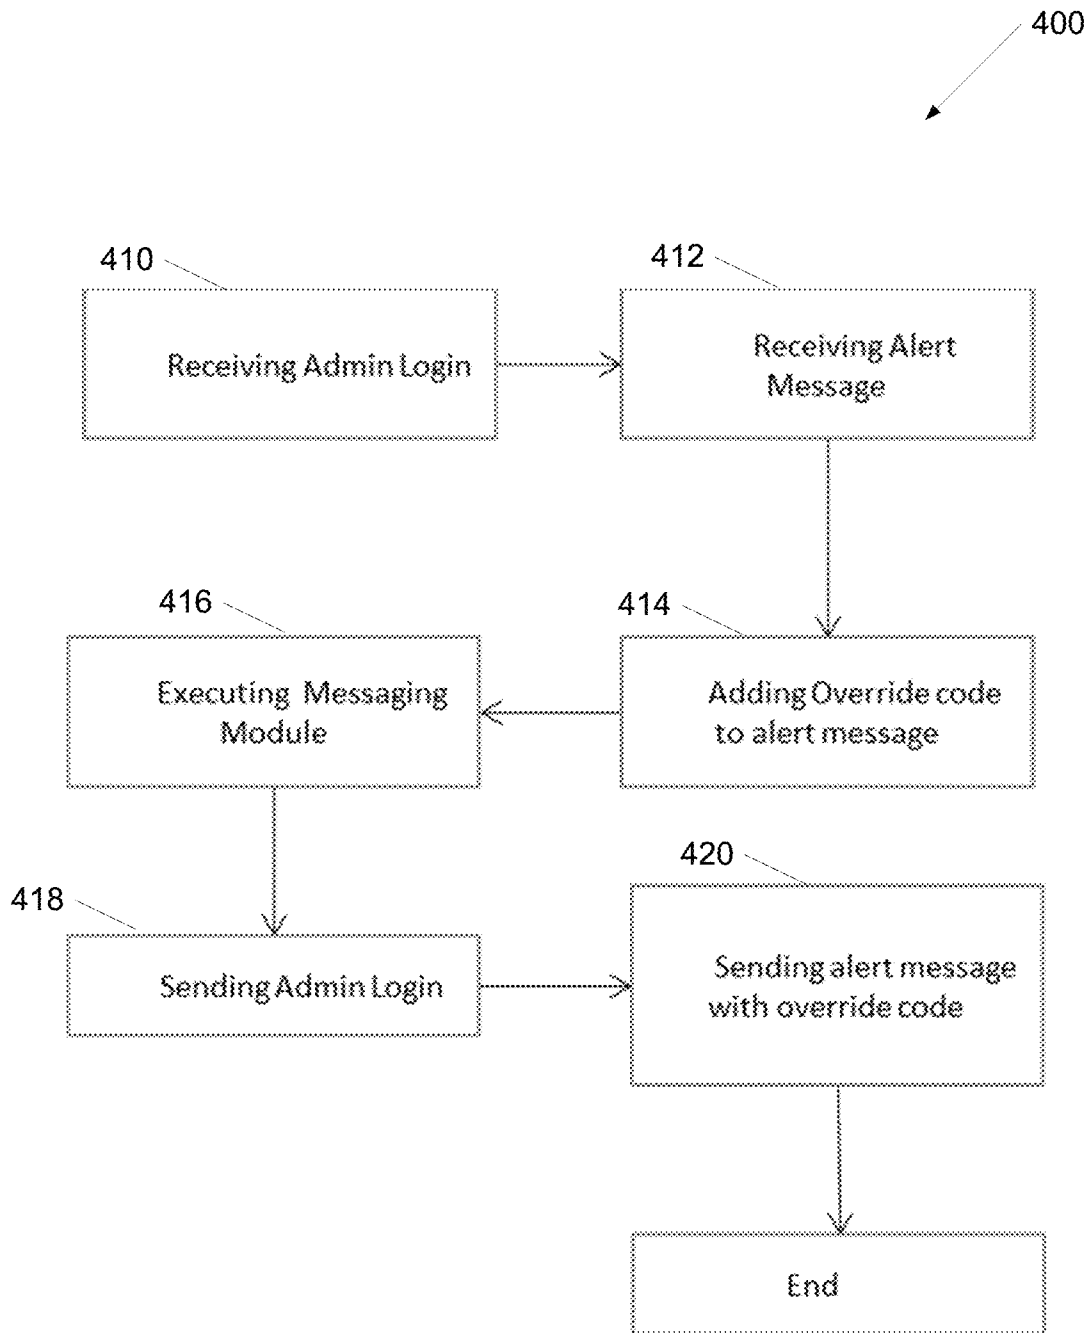 400
410
412
Receiving Admin Login
Receiving Alert
Message
416
414
Executing Messaging
Module
Adding Override code
to alert message
420
418
Sending Admin Login
Sending alert message
with override code
End